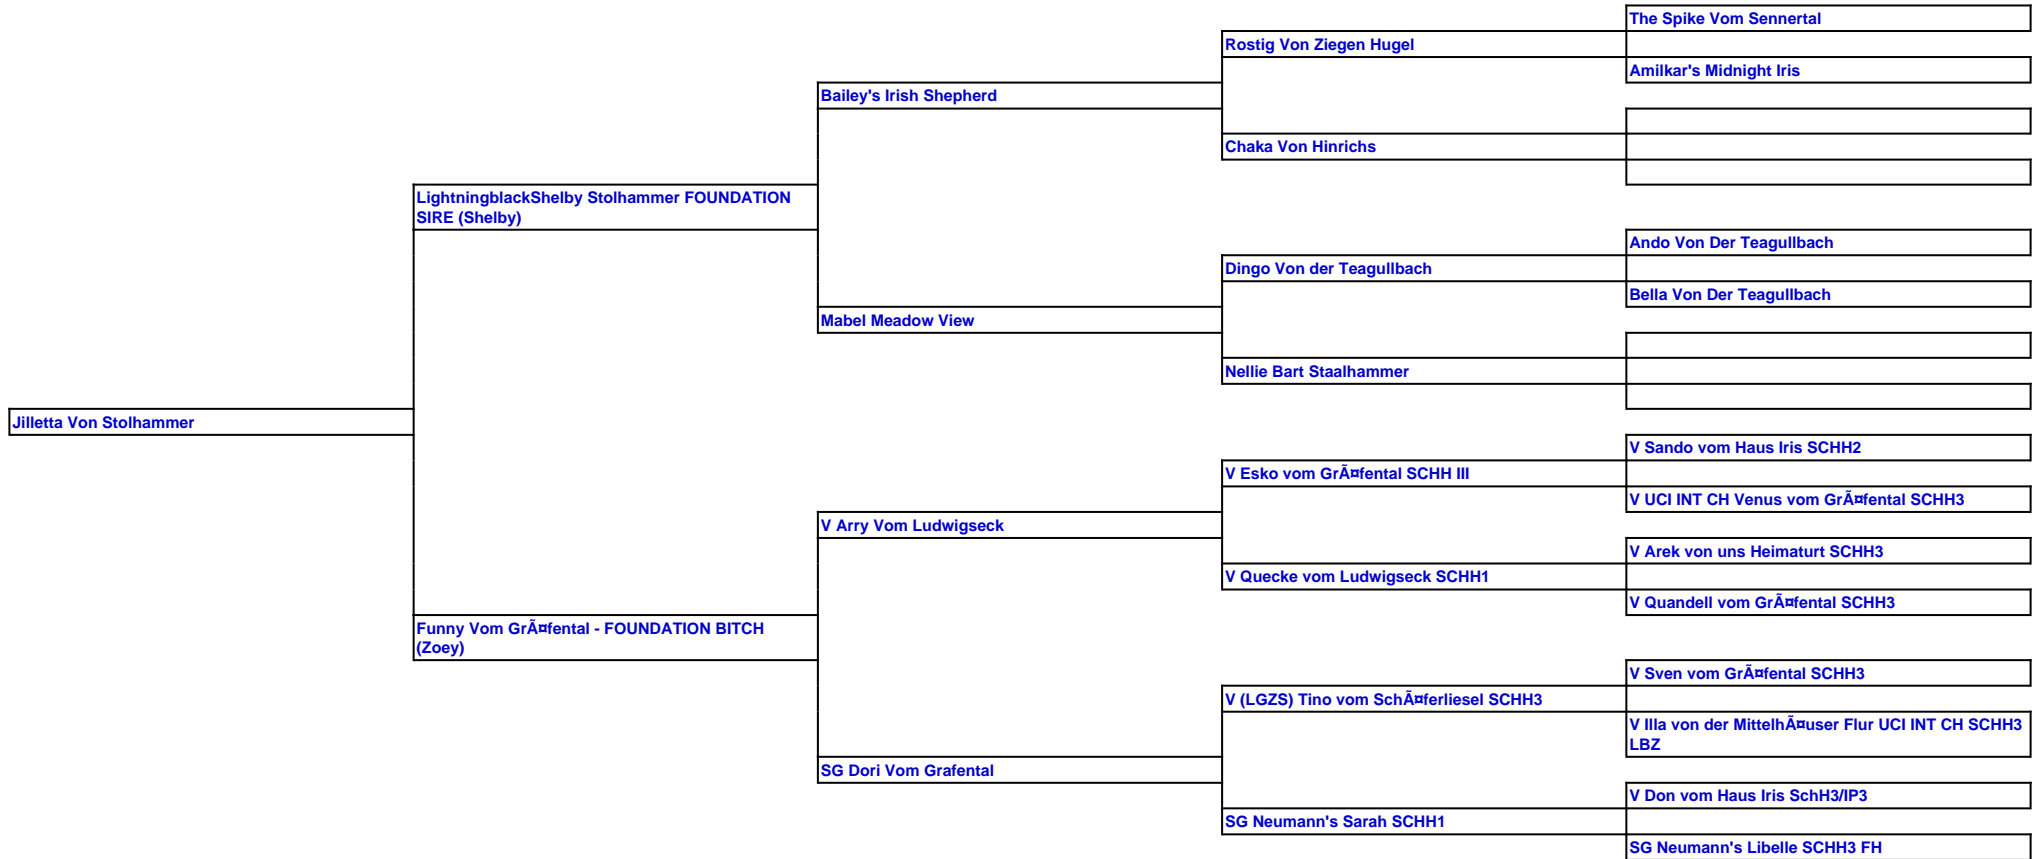 The Spike Vom Sennertal
Rostig Von Ziegen Hugel
Amilkar's Midnight Iris
Bailey's Irish Shepherd
Chaka Von Hinrichs
LightningblackShelby Stolhammer FOUNDATION
SIRE (Shelby)
Ando Von Der Teagullbach
Dingo Von der Teagullbach
Bella Von Der Teagullbach
Mabel Meadow View
Nellie Bart Staalhammer
Jilletta Von Stolhammer
V Sando vom Haus Iris SCHH2
V Esko vom GrÃ¤fental SCHH III
V UCI INT CH Venus vom GrÃ¤fental SCHH3
V Arry Vom Ludwigseck
V Arek von uns Heimaturt SCHH3
V Quecke vom Ludwigseck SCHH1
V Quandell vom GrÃ¤fental SCHH3
Funny Vom GrÃ¤fental - FOUNDATION BITCH
(Zoey)
V Sven vom GrÃ¤fental SCHH3
V (LGZS) Tino vom SchÃ¤ferliesel SCHH3
V Illa von der MittelhÃ¤user Flur UCI INT CH SCHH3
LBZ
SG Dori Vom Grafental
V Don vom Haus Iris SchH3/IP3
SG Neumann's Sarah SCHH1
SG Neumann's Libelle SCHH3 FH